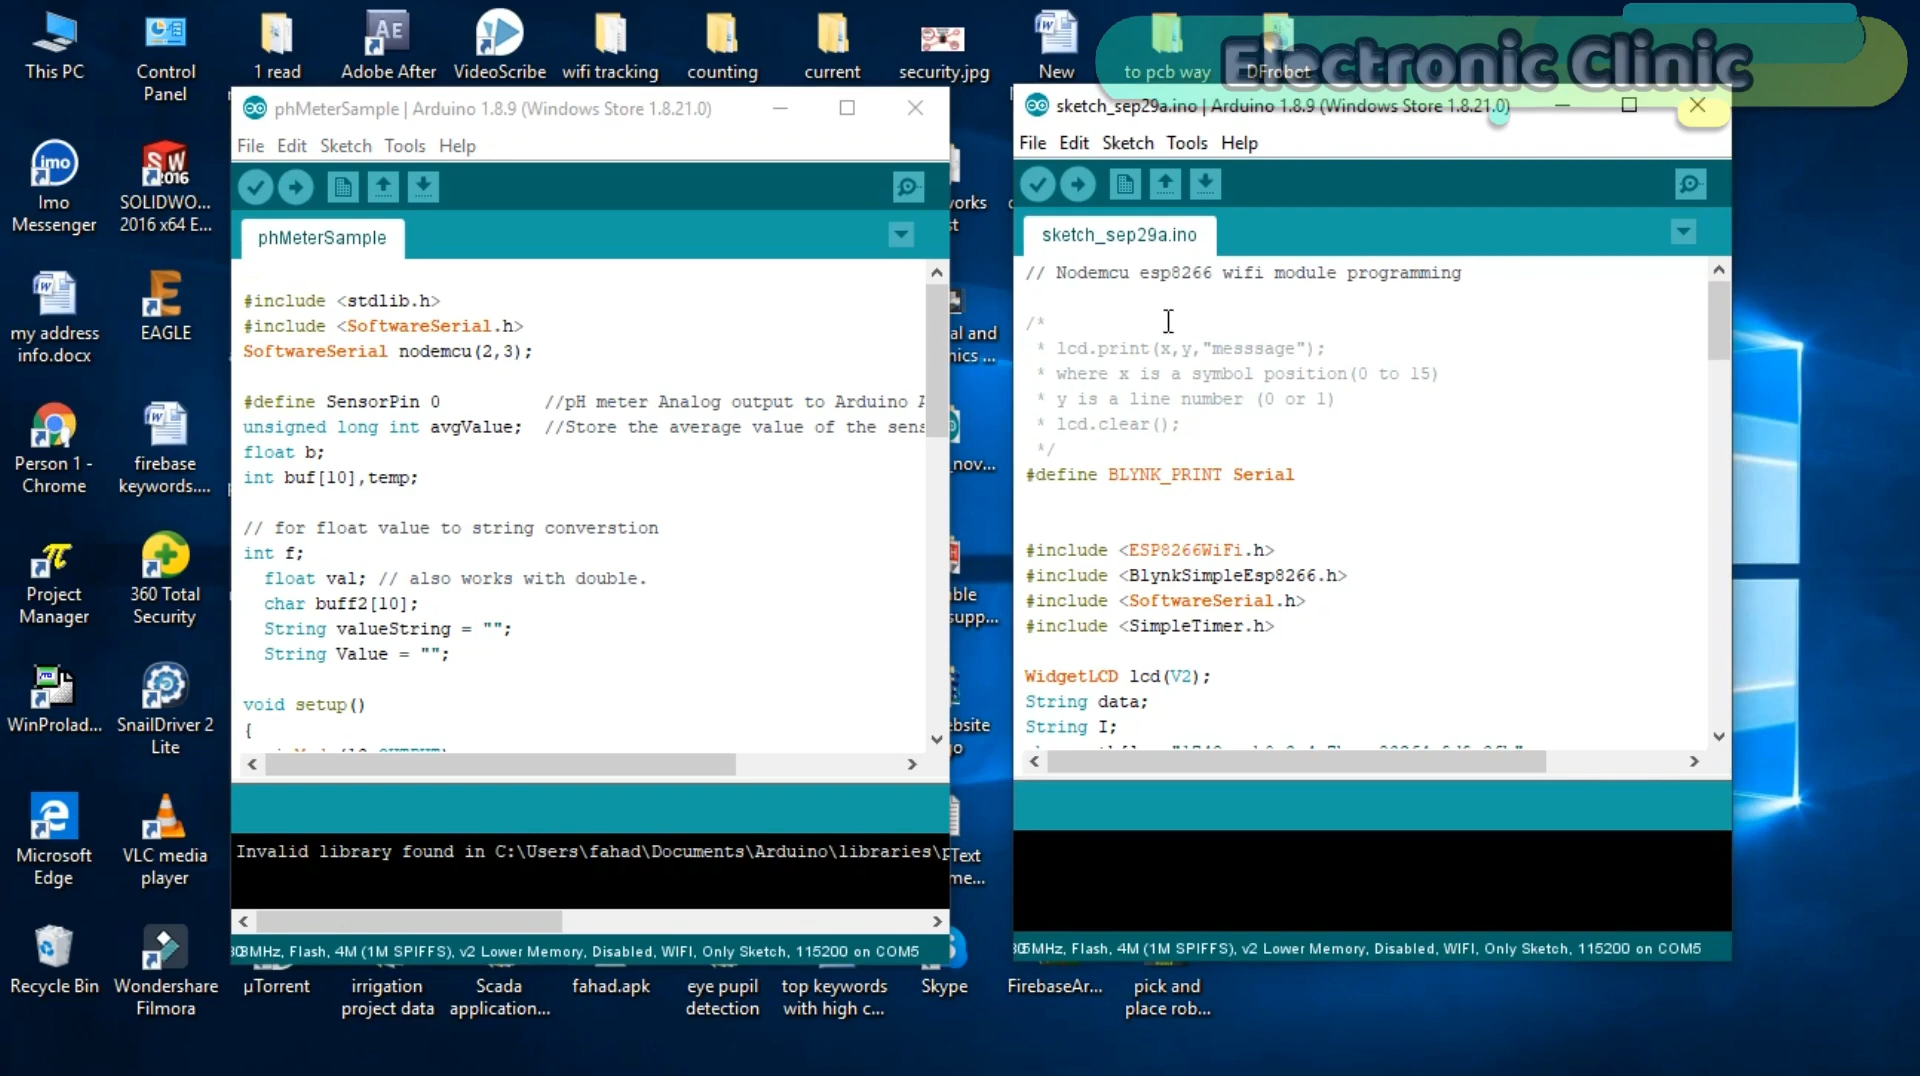 This PC
Control
Panel
1 read
Adobe After
VideoScribe
wifi tracking
counting
current
security.jpg
New
to pcb way
DFrobot
Electronic Clinic
imo
Imo
Messenger
SW
2016
SOLIDWO...
2016 x64 E...
my address
info.docx
EAGLE
Person 1 -
Chrome
firebase
keywords....
Project
Manager
360 Total
Security
WinProlad...
SnailDriver 2
Lite
Microsoft
Edge
VLC media
player
Recycle Bin
Wondershare
Filmora
phMeterSample | Arduino 1.8.9 (Windows Store 1.8.21.0)
File Edit Sketch Tools Help
phMeterSample
#include <stdlib.h>
#include <SoftwareSerial.h>
SoftwareSerial nodemcu(2,3);
#define SensorPin 0 //pH meter Analog output to Arduino A
unsigned long int avgValue; //Store the average value of the sens
float b;
int buf[10],temp;
// for float value to string converstion
int f;
float val; // also works with double.
char buff2[10];
String valueString = "";
String Value = "";
void setup()
{
Invalid library found in C:\Users\fahad\Documents\Arduino\libraries\p
MHz, Flash, 4M (1M SPIFFS), v2 Lower Memory, Disabled, WIFI, Only Sketch, 115200 on COM5
sketch_sep29a.ino | Arduino 1.8.9 (Windows Store 1.8.21.0)
File Edit Sketch Tools Help
sketch_sep29a.ino
// Nodemcu esp8266 wifi module programming
/*
* lcd.print(x,y,"messsage");
* where x is a symbol position(0 to 15)
* y is a line number (0 or 1)
* lcd.clear();
*/
#define BLYNK_PRINT Serial
#include <ESP8266WiFi.h>
#include <BlynkSimpleEsp8266.h>
#include <SoftwareSerial.h>
#include <SimpleTimer.h>
WidgetLCD lcd(V2);
String data;
String I;
MHz, Flash, 4M (1M SPIFFS), v2 Lower Memory, Disabled, WIFI, Only Sketch, 115200 on COM5
µTorrent
irrigation
project data
Scada
application...
fahad.apk
eye pupil
detection
top keywords
with high c...
Skype
FirebaseAr...
pick and
place rob...